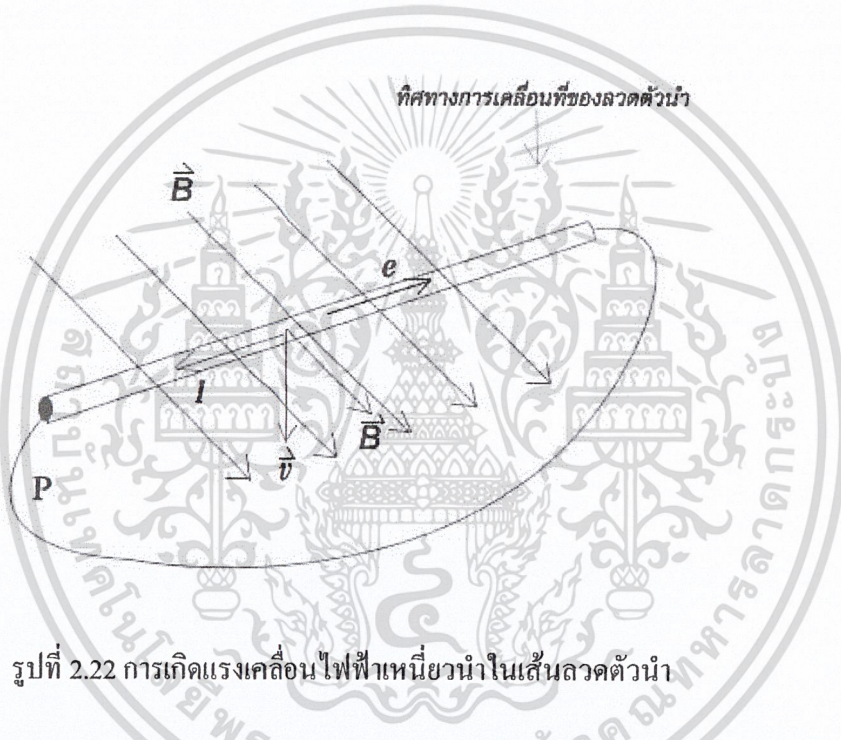 ทิศทางการเคลื่อนที่ของลวดตัวนำ
B
e
l
B
v
P
รูปที่ 2.22 การเกิดแรงเคลื่อนไฟฟ้าเหนี่ยวนำในเส้นลวดตัวนำ